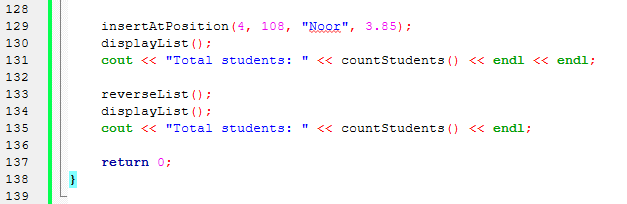 128
129 insertAtPosition(4, 108, "Noor", 3.85);
130 displayList();
131 cout << "Total students: " << countStudents() << endl << endl;
132
133 reverseList();
134 displayList();
135 cout << "Total students: " << countStudents() << endl;
136
137 return 0;
138 }
139